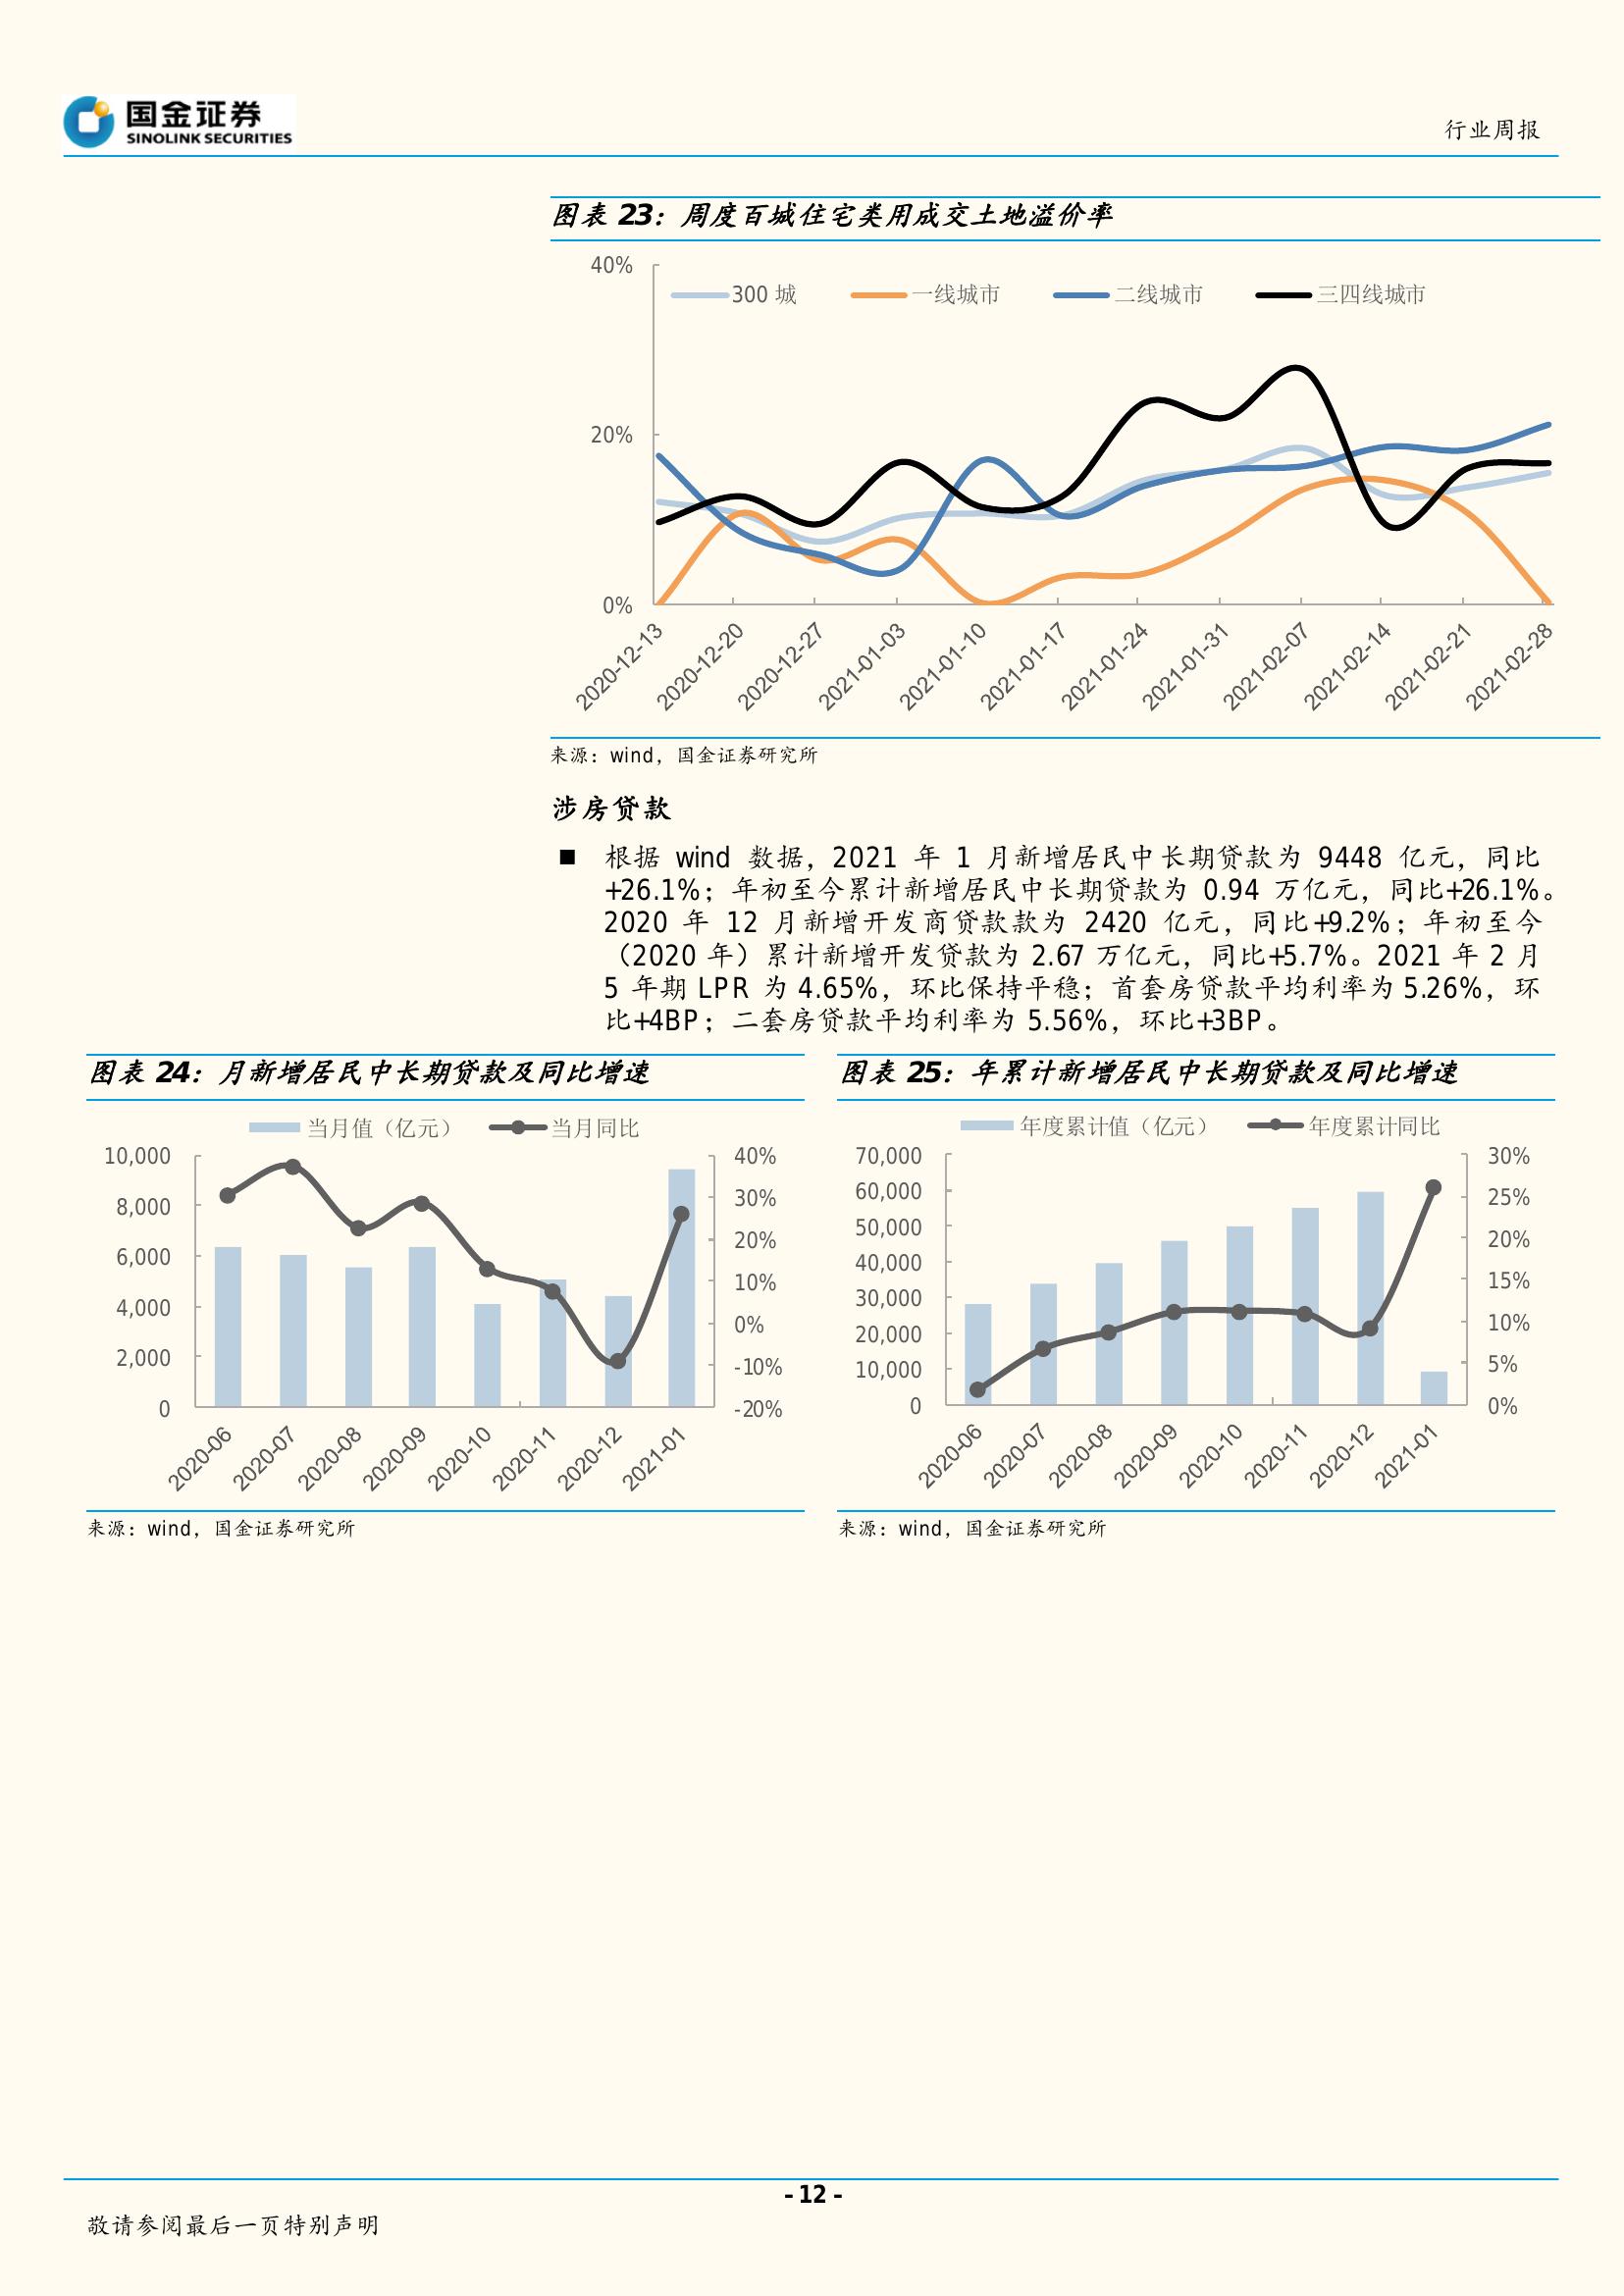 国金证券
SINOLINK SECURITIES
行业周报
图表 23：周度百城住宅类用成交土地溢价率
40%
20%
0%
300 城
一线城市
二线城市
三四线城市
2020-12-13
2020-12-20
2020-12-27
2021-01-03
2021-01-10
2021-01-17
2021-01-24
2021-01-31
2021-02-07
2021-02-14
2021-02-21
2021-02-28
来源：wind，国金证券研究所
涉房贷款
■ 根据 wind 数据，2021 年 1 月新增居民中长期贷款为 9448 亿元，同比
+26.1%；年初至今累计新增居民中长期贷款为 0.94 万亿元，同比+26.1%。
2020 年 12 月新增开发商贷款款为 2420 亿元，同比+9.2%；年初至今
（2020 年）累计新增开发贷款为 2.67 万亿元，同比+5.7%。2021 年 2 月
5 年期 LPR 为 4.65%，环比保持平稳；首套房贷款平均利率为 5.26%，环
比+4BP；二套房贷款平均利率为 5.56%，环比+3BP。
图表 24：月新增居民中长期贷款及同比增速
当月值（亿元）
当月同比
10,000
8,000
6,000
4,000
2,000
0
40%
30%
20%
10%
0%
-10%
-20%
2020-06
2020-07
2020-08
2020-09
2020-10
2020-11
2020-12
2021-01
来源：wind，国金证券研究所
图表 25：年累计新增居民中长期贷款及同比增速
年度累计值（亿元）
年度累计同比
70,000
60,000
50,000
40,000
30,000
20,000
10,000
0
30%
25%
20%
15%
10%
5%
0%
2020-06
2020-07
2020-08
2020-09
2020-10
2020-11
2020-12
2021-01
来源：wind，国金证券研究所
- 12 -
敬请参阅最后一页特别声明